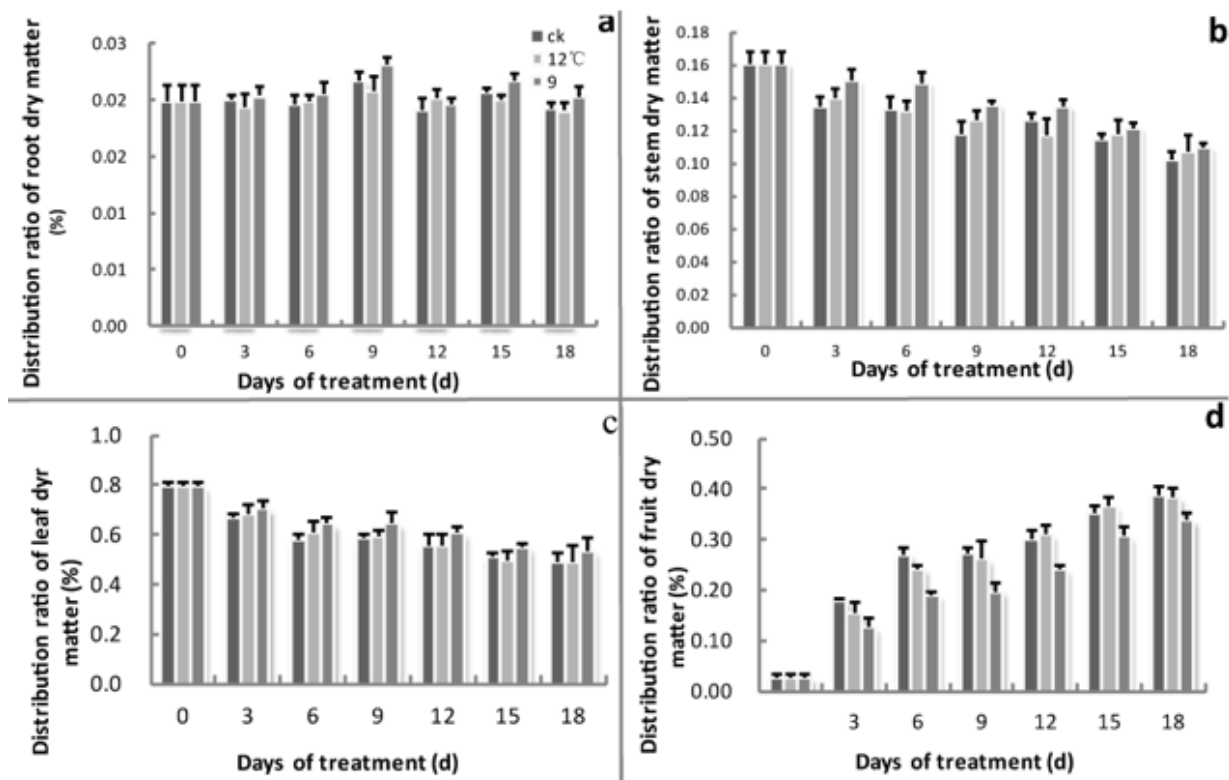 a
ck
12℃
9
0.03
0.02
0.02
0.01
0.01
0.00
Distribution ratio of root dry matter
(%)
0 3 6 9 12 15 18
Days of treatment (d)
b
0.18
0.16
0.14
0.12
0.10
0.08
0.06
0.04
0.02
0.00
Distribution ratio of stem dry matter
0 3 6 9 12 15 18
Days of treatment (d)
c
1.0
0.8
0.6
0.4
0.2
0.0
Distribution ratio of leaf dyr
matter (%)
0 3 6 9 12 15 18
Days of treatment (d)
d
0.50
0.40
0.30
0.20
0.10
0.00
Distribution ratio of fruit dry
matter (%)
3 6 9 12 15 18
Days of treatment (d)